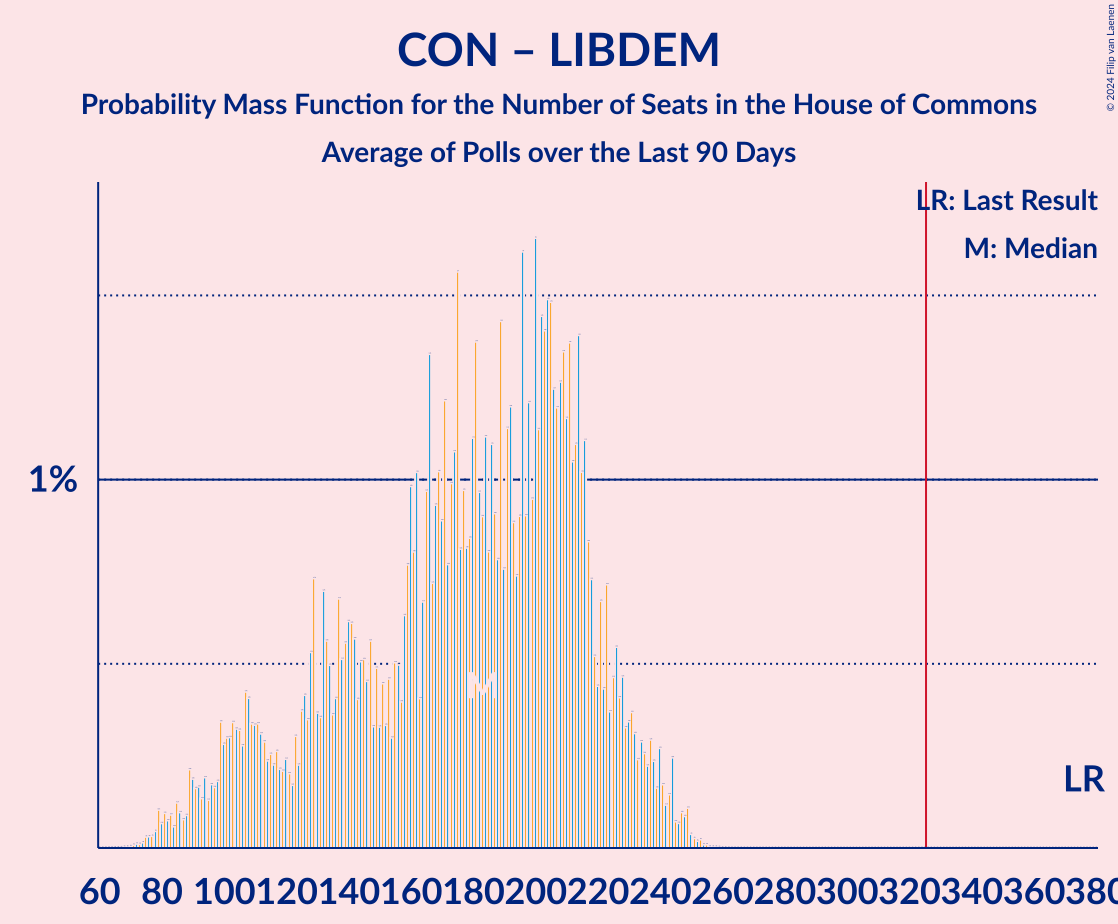 CON – LIBDEM
Probability Mass Function for the Number of Seats in the House of Commons
Average of Polls over the Last 90 Days
© 2024 Filip van Laenen
LR: Last Result
M: Median
1%
M
LR
60 80 100 120 140 160 180 200 220 240 260 280 300 320 340 360 380